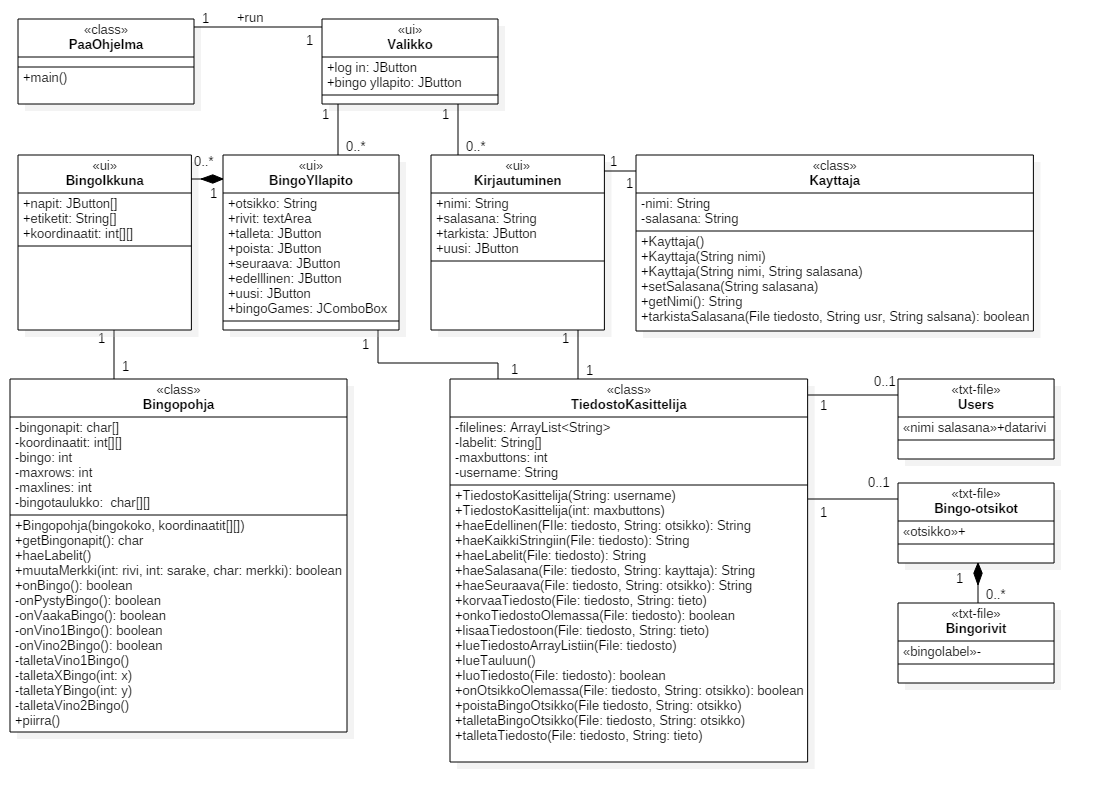 «class»
PaaOhjelma
+main()
1
+run
1
«ui»
Valikko
+log in: JButton
+bingo yllapito: JButton
1
0..*
1
0..*
«ui»
BingoIkkuna
+napit: JButton[]
+etiketit: String[]
+koordinaatit: int[][]
0..*
1
«ui»
BingoYllapito
+otsikko: String
+rivit: textArea
+talleta: JButton
+poista: JButton
+seuraava: JButton
+edelllinen: JButton
+uusi: JButton
+bingoGames: JComboBox
«ui»
Kirjautuminen
+nimi: String
+salasana: String
+tarkista: JButton
+uusi: JButton
1
1
«class»
Kayttaja
-nimi: String
-salasana: String
+Kayttaja()
+Kayttaja(String nimi)
+Kayttaja(String nimi, String salasana)
+setSalasana(String salasana)
+getNimi(): String
+tarkistaSalasana(File tiedosto, String usr, String salsana): boolean
1
1
1
1
1
1
«class»
Bingopohja
-bingonapit: char[]
-koordinaatit: int[][]
-bingo: int
-maxrows: int
-maxlines: int
-bingotaulukko:  char[][]
+Bingopohja(bingokoko, koordinaatit[][])
+getBingonapit(): char
+haeLabelit()
+muutaMerkki(int: rivi, int: sarake, char: merkki): boolean
+onBingo(): boolean
-onPystyBingo(): boolean
-onVaakaBingo(): boolean
-onVino1Bingo(): boolean
-onVino2Bingo(): boolean
-talletaVino1Bingo()
-talletaXBingo(int: x)
-talletaYBingo(int: y)
-talletaVino2Bingo()
+piirra()
«class»
TiedostoKasittelija
-filelines: ArrayList<String>
-labelit: String[]
-maxbuttons: int
-username: String
+TiedostoKasittelija(String: username)
+TiedostoKasittelija(int: maxbuttons)
+haeEdellinen(FIle: tiedosto, String: otsikko): String
+haeKaikkiStringiin(File: tiedosto): String
+haeLabelit(File: tiedosto): String
+haeSalasana(File: tiedosto, String: kayttaja): String
+haeSeuraava(File: tiedosto, String: otsikko): String
+korvaaTiedosto(File: tiedosto, String: tieto)
+onkoTiedostoOlemassa(File: tiedosto): boolean
+lisaaTiedostoon(File: tiedosto, String: tieto)
+lueTiedostoArrayListiin(File: tiedosto)
+lueTauluun()
+luoTiedosto(File: tiedosto): boolean
+onOtsikkoOlemassa(File: tiedosto, String: otsikko): boolean
+poistaBingoOtsikko(File tiedosto, String: otsikko)
+talletaBingoOtsikko(File: tiedosto, String: otsikko)
+talletaTiedosto(File: tiedosto, String: tieto)
0..1
1
«txt-file»
Users
«nimi salasana»+datarivi
0..1
1
«txt-file»
Bingo-otsikot
«otsikko»+
1
0..*
«txt-file»
Bingorivit
«bingolabel»-